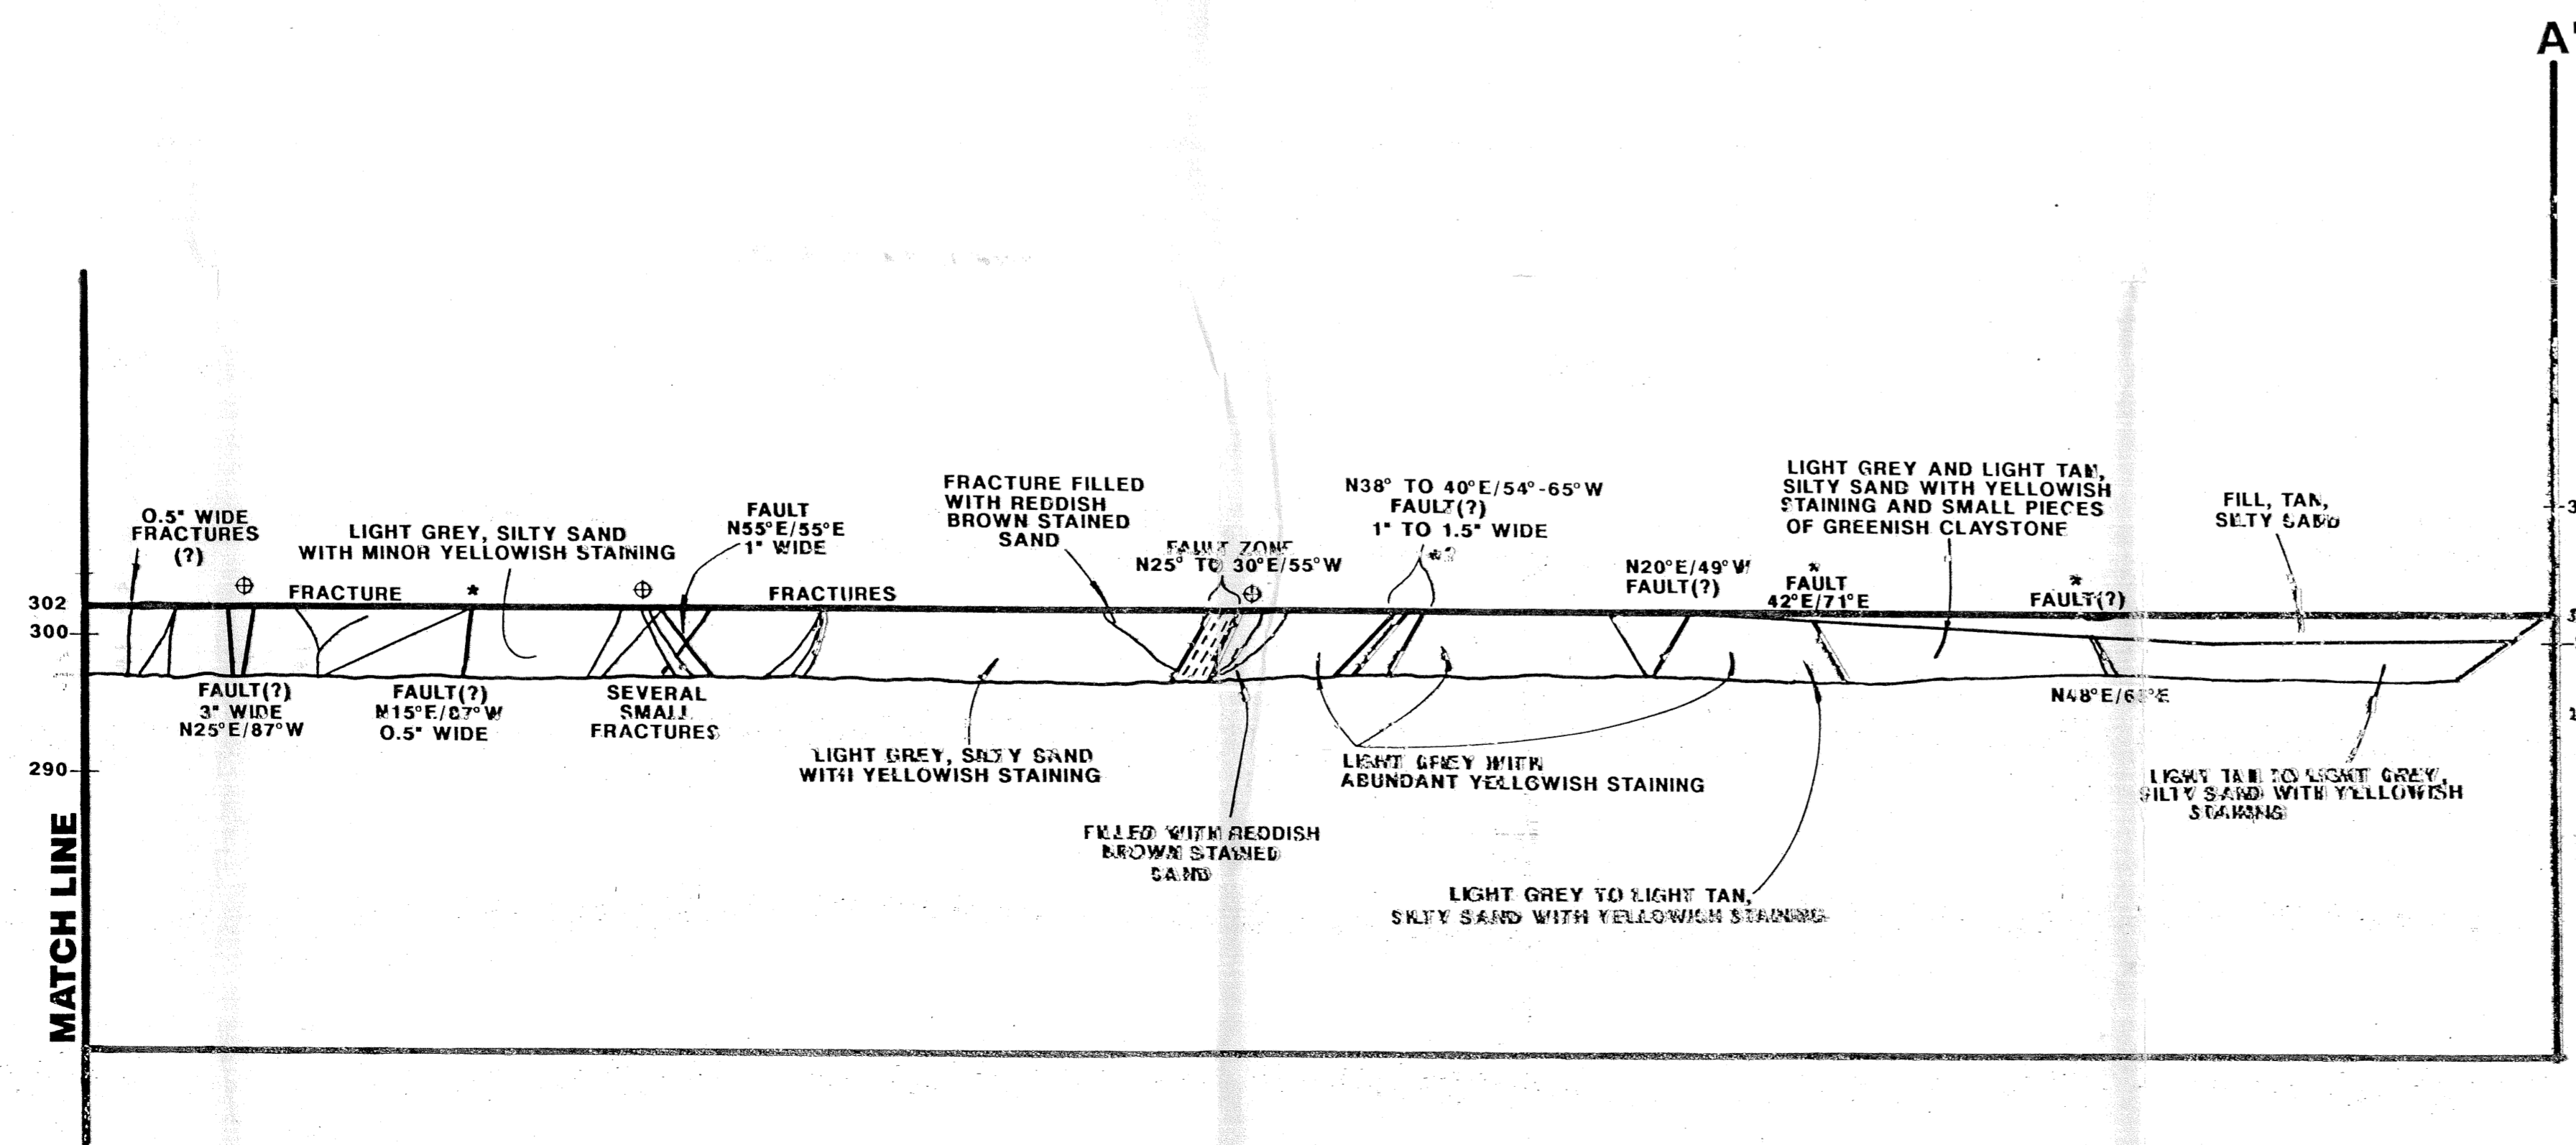 A'
0.5" WIDE
FRACTURES
(?)
LIGHT GREY, SILTY SAND
WITH MINOR YELLOWISH STAINING
FAULT
N55°E/55°E
1" WIDE
FRACTURE FILLED
WITH REDDISH
BROWN STAINED
SAND
FAULT ZONE
N25° TO 30°E/55°W
N38° TO 40°E/54°-65°W
FAULT(?)
1" TO 1.5" WIDE
*?
N20°E/49°W
FAULT(?)
LIGHT GREY AND LIGHT TAN,
SILTY SAND WITH YELLOWISH
STAINING AND SMALL PIECES
OF GREENISH CLAYSTONE
*
FAULT
42°E/71°E
*
FAULT(?)
FILL, TAN,
SILTY SAND
FRACTURE
*
FRACTURES
302
300
290
FAULT(?)
3" WIDE
N25°E/87°W
FAULT(?)
N15°E/87°W
0.5" WIDE
SEVERAL
SMALL
FRACTURES
LIGHT GREY, SILTY SAND
WITH YELLOWISH STAINING
FILLED WITH REDDISH
BROWN STAINED
SAND
LIGHT GREY WITH
ABUNDANT YELLOWISH STAINING
LIGHT GREY TO LIGHT TAN,
SILTY SAND WITH YELLOWISH STAINING
LIGHT TAN TO LIGHT GREY,
SILTY SAND WITH YELLOWISH
STAINING
MATCH LINE